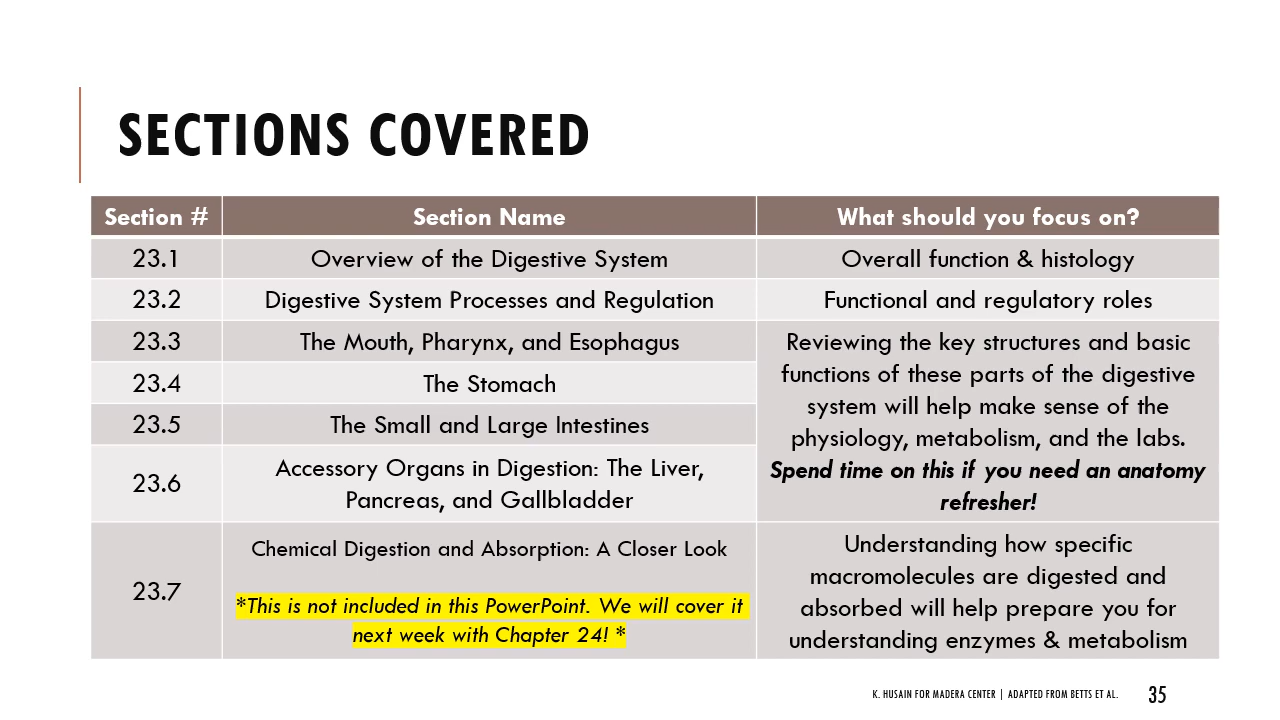 SECTIONS COVERED
Section #
Section Name
What should you focus on?
23.1
Overview of the Digestive System
Overall function & histology
23.2
Digestive System Processes and Regulation
Functional and regulatory roles
23.3
The Mouth, Pharynx, and Esophagus
Reviewing the key structures and basic
functions of these parts of the digestive
system will help make sense of the
physiology, metabolism, and the labs.
Spend time on this if you need an anatomy
refresher!
23.4
The Stomach
23.5
The Small and Large Intestines
23.6
Accessory Organs in Digestion: The Liver,
Pancreas, and Gallbladder
23.7
Chemical Digestion and Absorption: A Closer Look
*This is not included in this PowerPoint. We will cover it
next week with Chapter 24! *
Understanding how specific
macromolecules are digested and
absorbed will help prepare you for
understanding enzymes & metabolism
K. HUSAIN FOR MADERA CENTER | ADAPTED FROM BETTS ET AL.
35